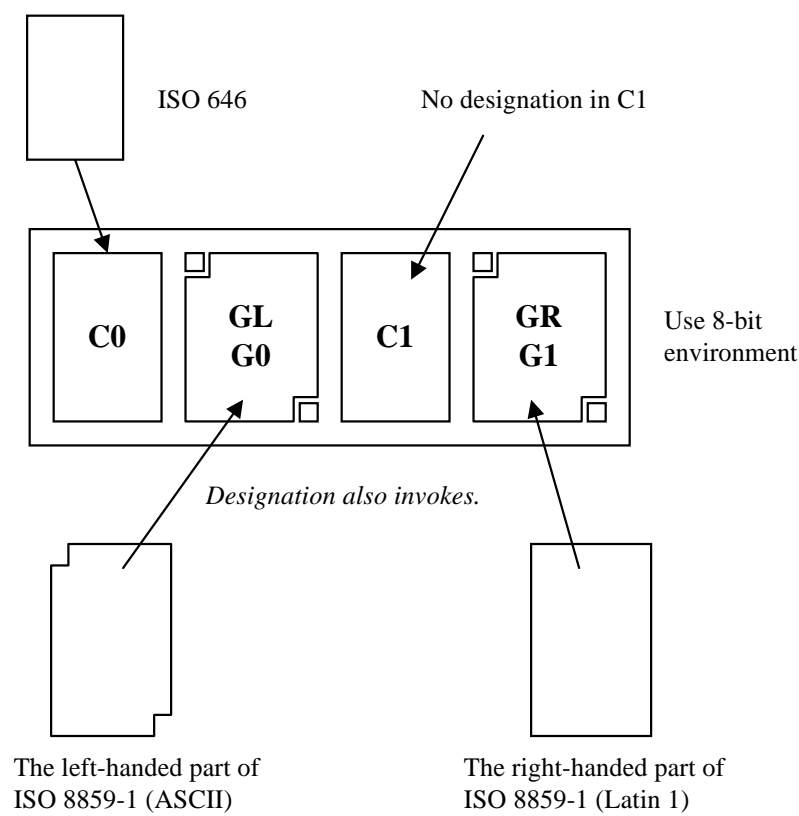 ISO 646
No designation in C1
C0
GL
G0
C1
GR
G1
Use 8-bit
environment
Designation also invokes.
The left-handed part of
ISO 8859-1 (ASCII)
The right-handed part of
ISO 8859-1 (Latin 1)